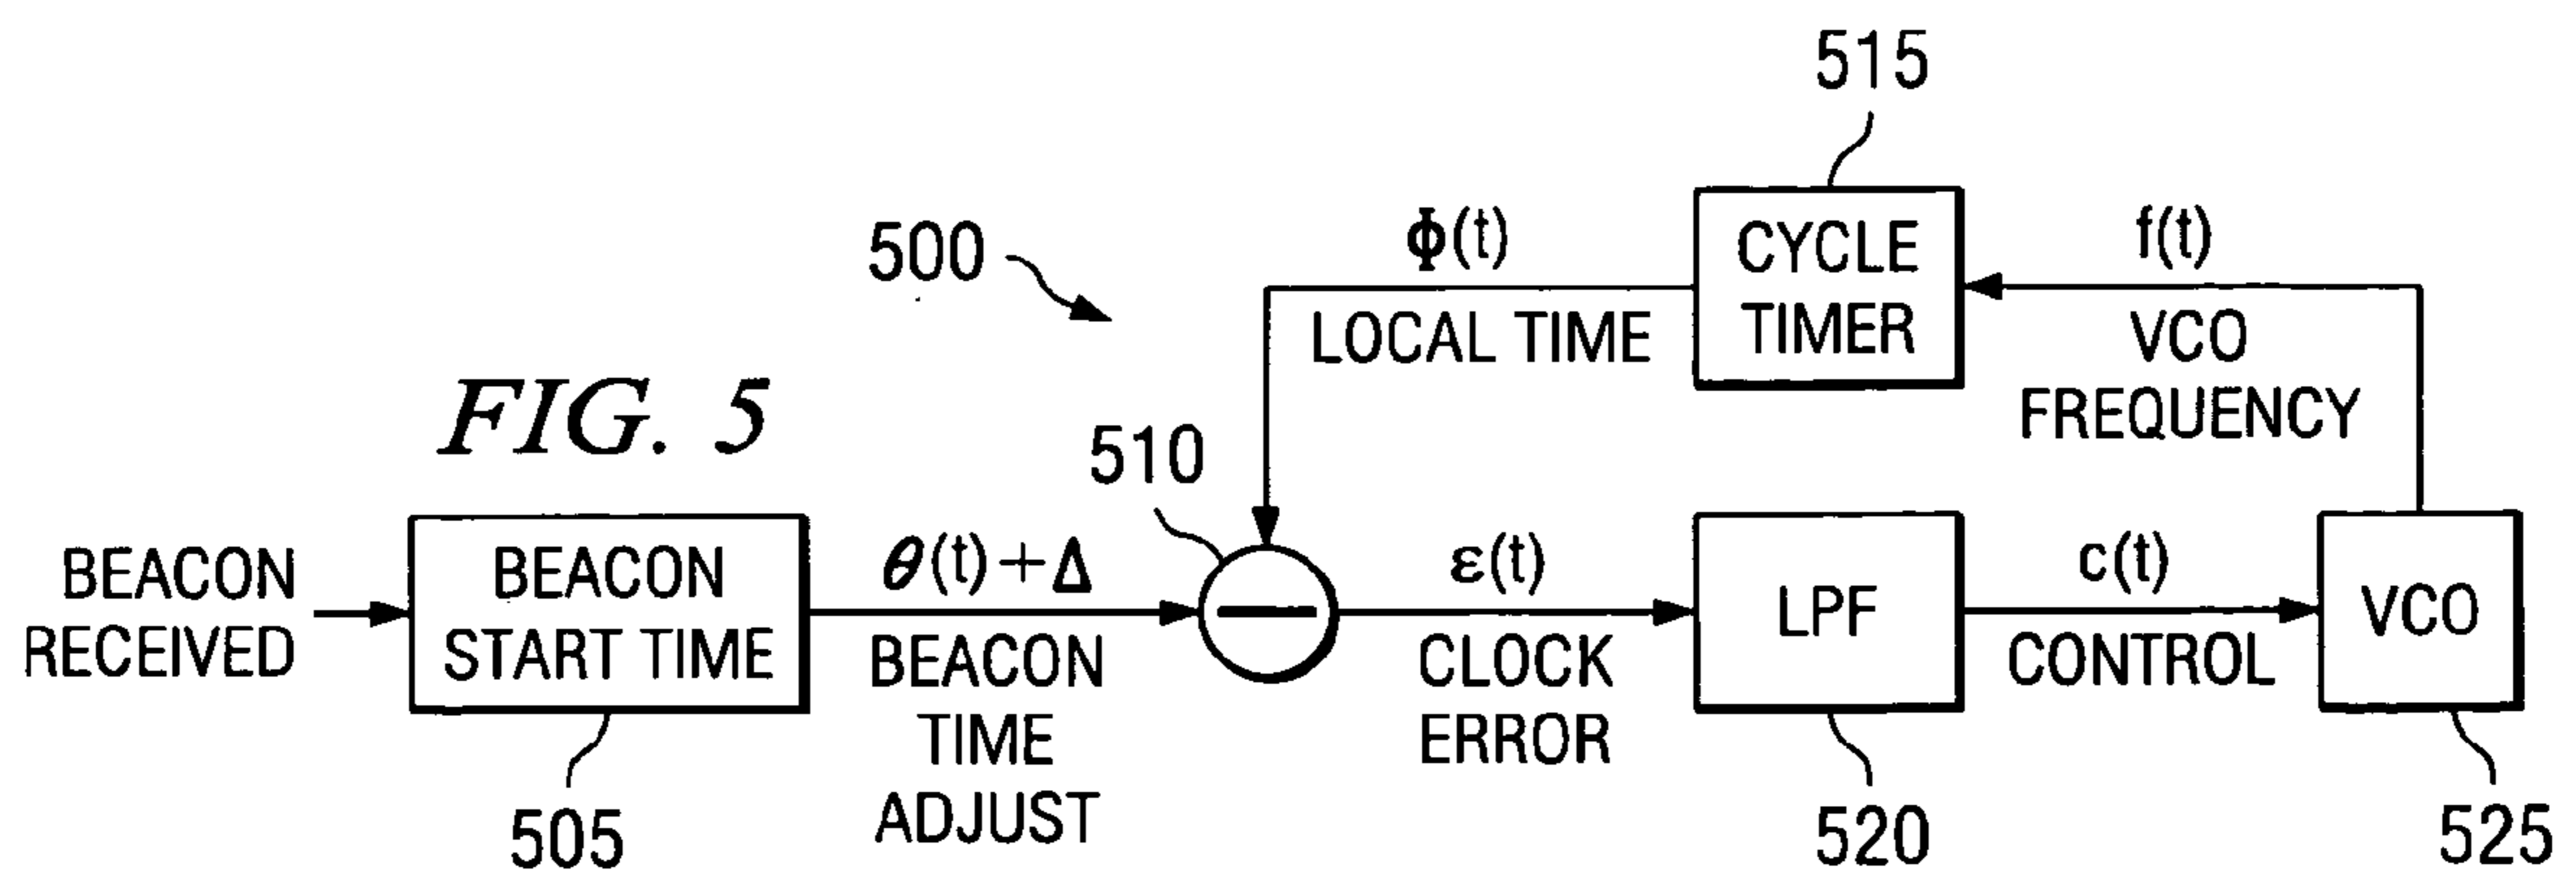 515
500
Φ(t)
LOCAL TIME
CYCLE
TIMER
f(t)
VCO
FREQUENCY
FIG. 5
510
BEACON
RECEIVED
BEACON
START TIME
505
θ(t)+Δ
BEACON
TIME
ADJUST
ε(t)
CLOCK
ERROR
LPF
520
c(t)
CONTROL
VCO
525